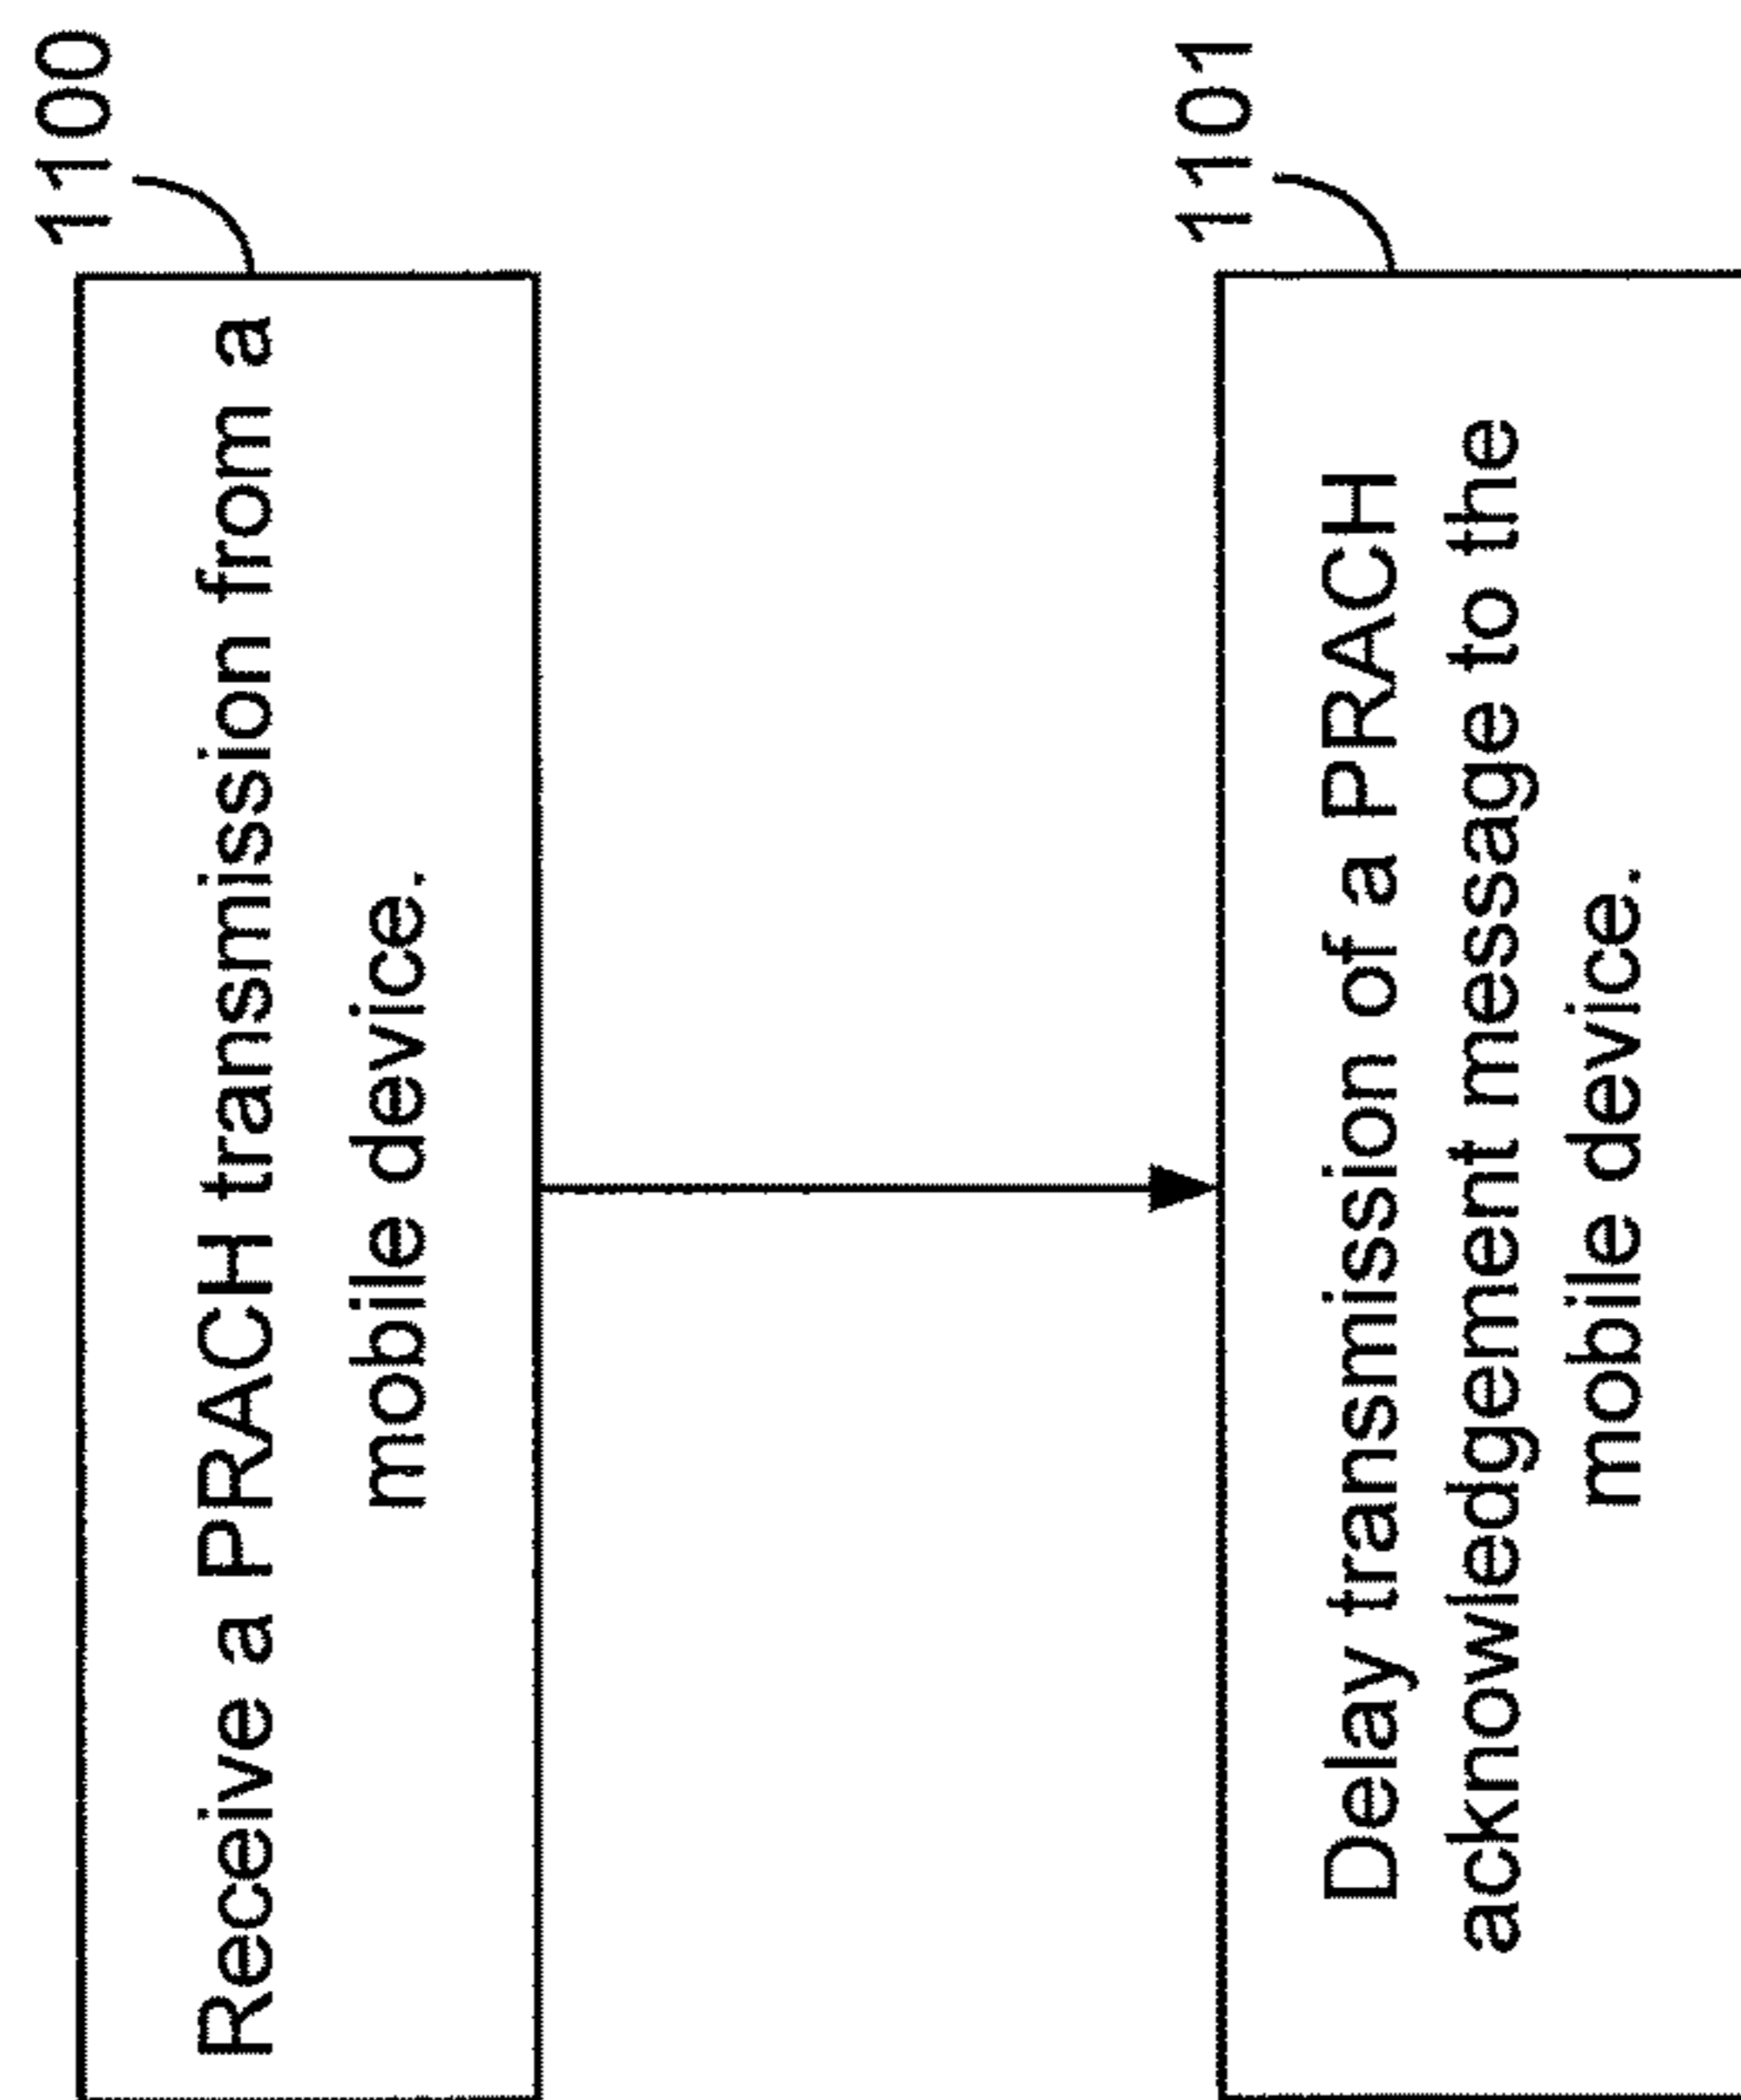 1100
Receive a PRACH transmission from a
mobile device.
1101
Delay transmission of a PRACH
acknowledgement message to the
mobile device.